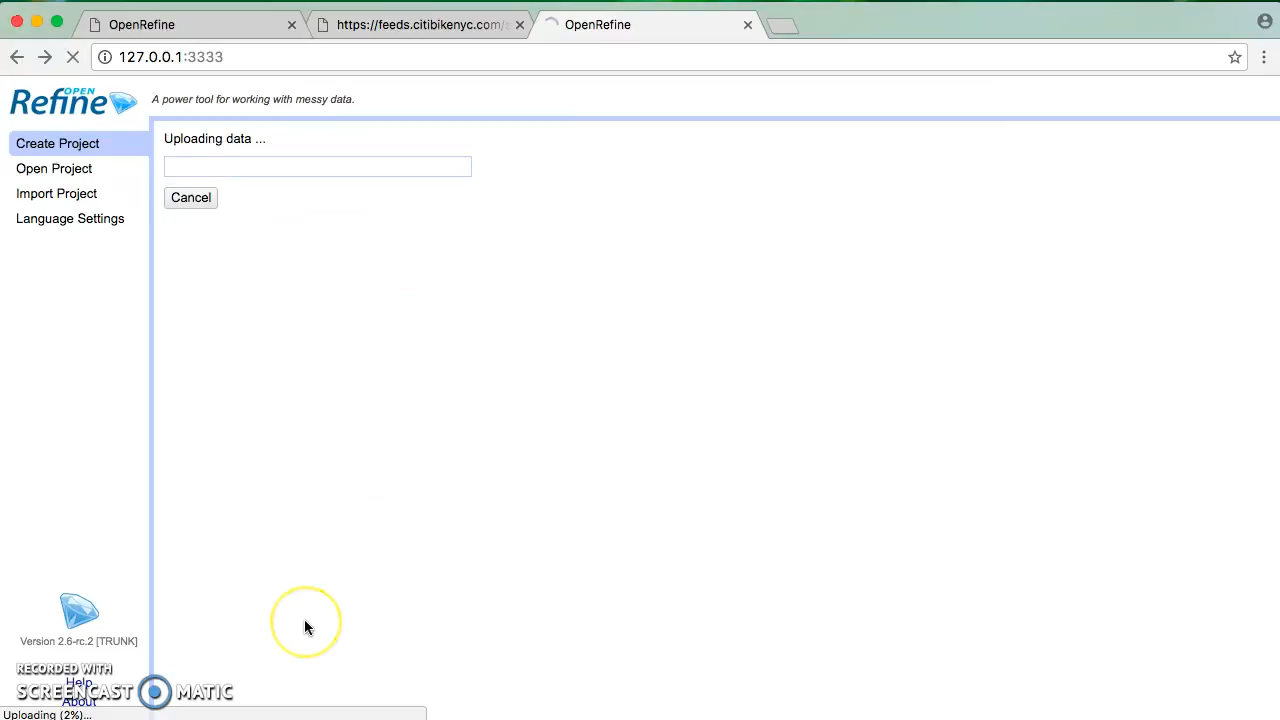 OpenRefine
https://feeds.citibikenyc.com/
OpenRefine
127.0.0.1:3333
OPEN
Refine
A power tool for working with messy data.
Create Project
Open Project
Import Project
Language Settings
Uploading data ...
Cancel
Version 2.6-rc.2 [TRUNK]
RECORDED WITH
Help
SCREENCAST MATIC
About
Uploading (2%)...